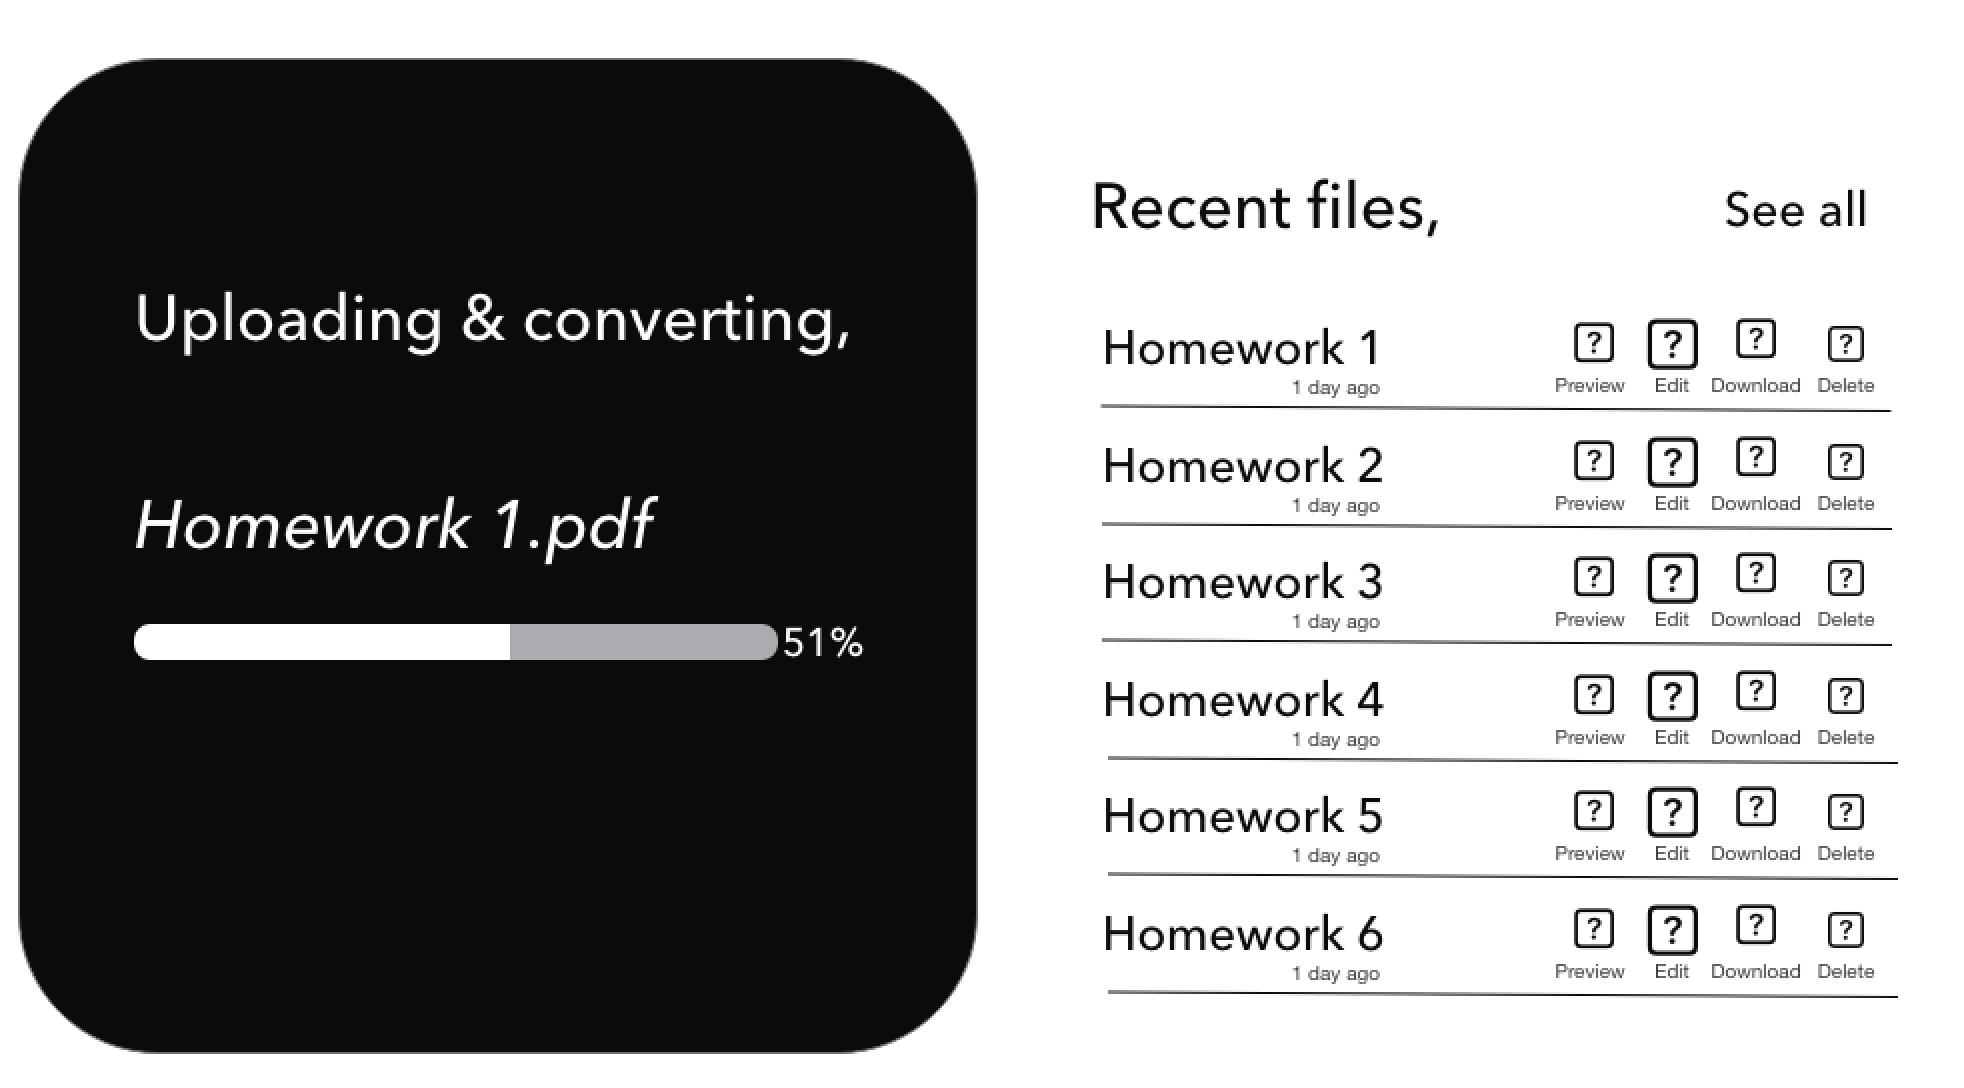 Uploading & converting,
Homework 1.pdf
51%
Recent files,
See all
Homework 1
1 day ago
? ? ? ?
Preview Edit Download Delete
Homework 2
1 day ago
? ? ? ?
Preview Edit Download Delete
Homework 3
1 day ago
? ? ? ?
Preview Edit Download Delete
Homework 4
1 day ago
? ? ? ?
Preview Edit Download Delete
Homework 5
1 day ago
? ? ? ?
Preview Edit Download Delete
Homework 6
1 day ago
? ? ? ?
Preview Edit Download Delete